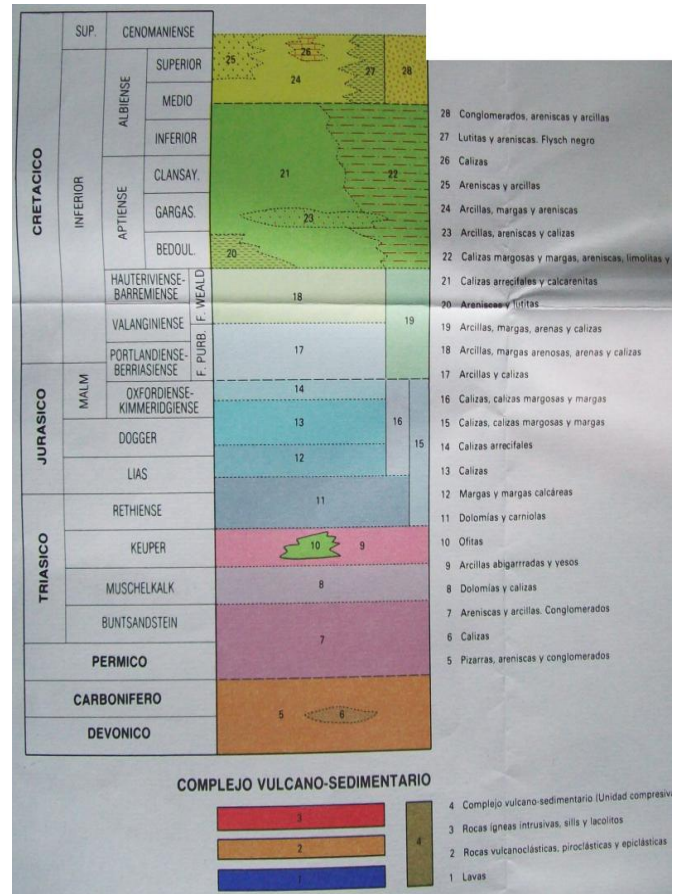 SUP.
CENOMANIENSE
CRETACICO
INFERIOR
ALBIENSE
SUPERIOR
MEDIO
INFERIOR
APTIENSE
CLANSAY.
GARGAS.
BEDOUL.
HAUTERIVIENSE-
BARREMIENSE
F. WEALD
VALANGINIENSE
PORTLANDIENSE-
BERRIASIENSE
F. PURB.
JURASICO
MALM
OXFORDIENSE-
KIMMERIDGIENSE
DOGGER
LIAS
TRIASICO
RETHIENSE
KEUPER
MUSCHELKALK
BUNTSANDSTEIN
PERMICO
CARBONIFERO
DEVONICO
25
26
24
27
28
21
22
23
20
18
19
17
14
13
16
15
12
11
10
9
8
7
5
6
28 Conglomerados, areniscas y arcillas
27 Lutitas y areniscas. Flysch negro
26 Calizas
25 Areniscas y arcillas
24 Arcillas, margas y areniscas
23 Arcillas, areniscas y calizas
22 Calizas margosas y margas, areniscas, limolitas y
21 Calizas arrecifales y calcarenitas
20 Areniscas y lutitas
19 Arcillas, margas, arenas y calizas
18 Arcillas, margas arenosas, arenas y calizas
17 Arcillas y calizas
16 Calizas, calizas margosas y margas
15 Calizas, calizas margosas y margas
14 Calizas arrecifales
13 Calizas
12 Margas y margas calcáreas
11 Dolomías y carniolas
10 Ofitas
9 Arcillas abigarrradas y yesos
8 Dolomías y calizas
7 Areniscas y arcillas. Conglomerados
6 Calizas
5 Pizarras, areniscas y conglomerados
COMPLEJO VULCANO-SEDIMENTARIO
3
2
1
4
4 Complejo vulcano-sedimentario (Unidad compresiva
3 Rocas ígneas intrusivas, sills y lacolitos
2 Rocas vulcanoclásticas, piroclásticas y epiclásticas
1 Lavas